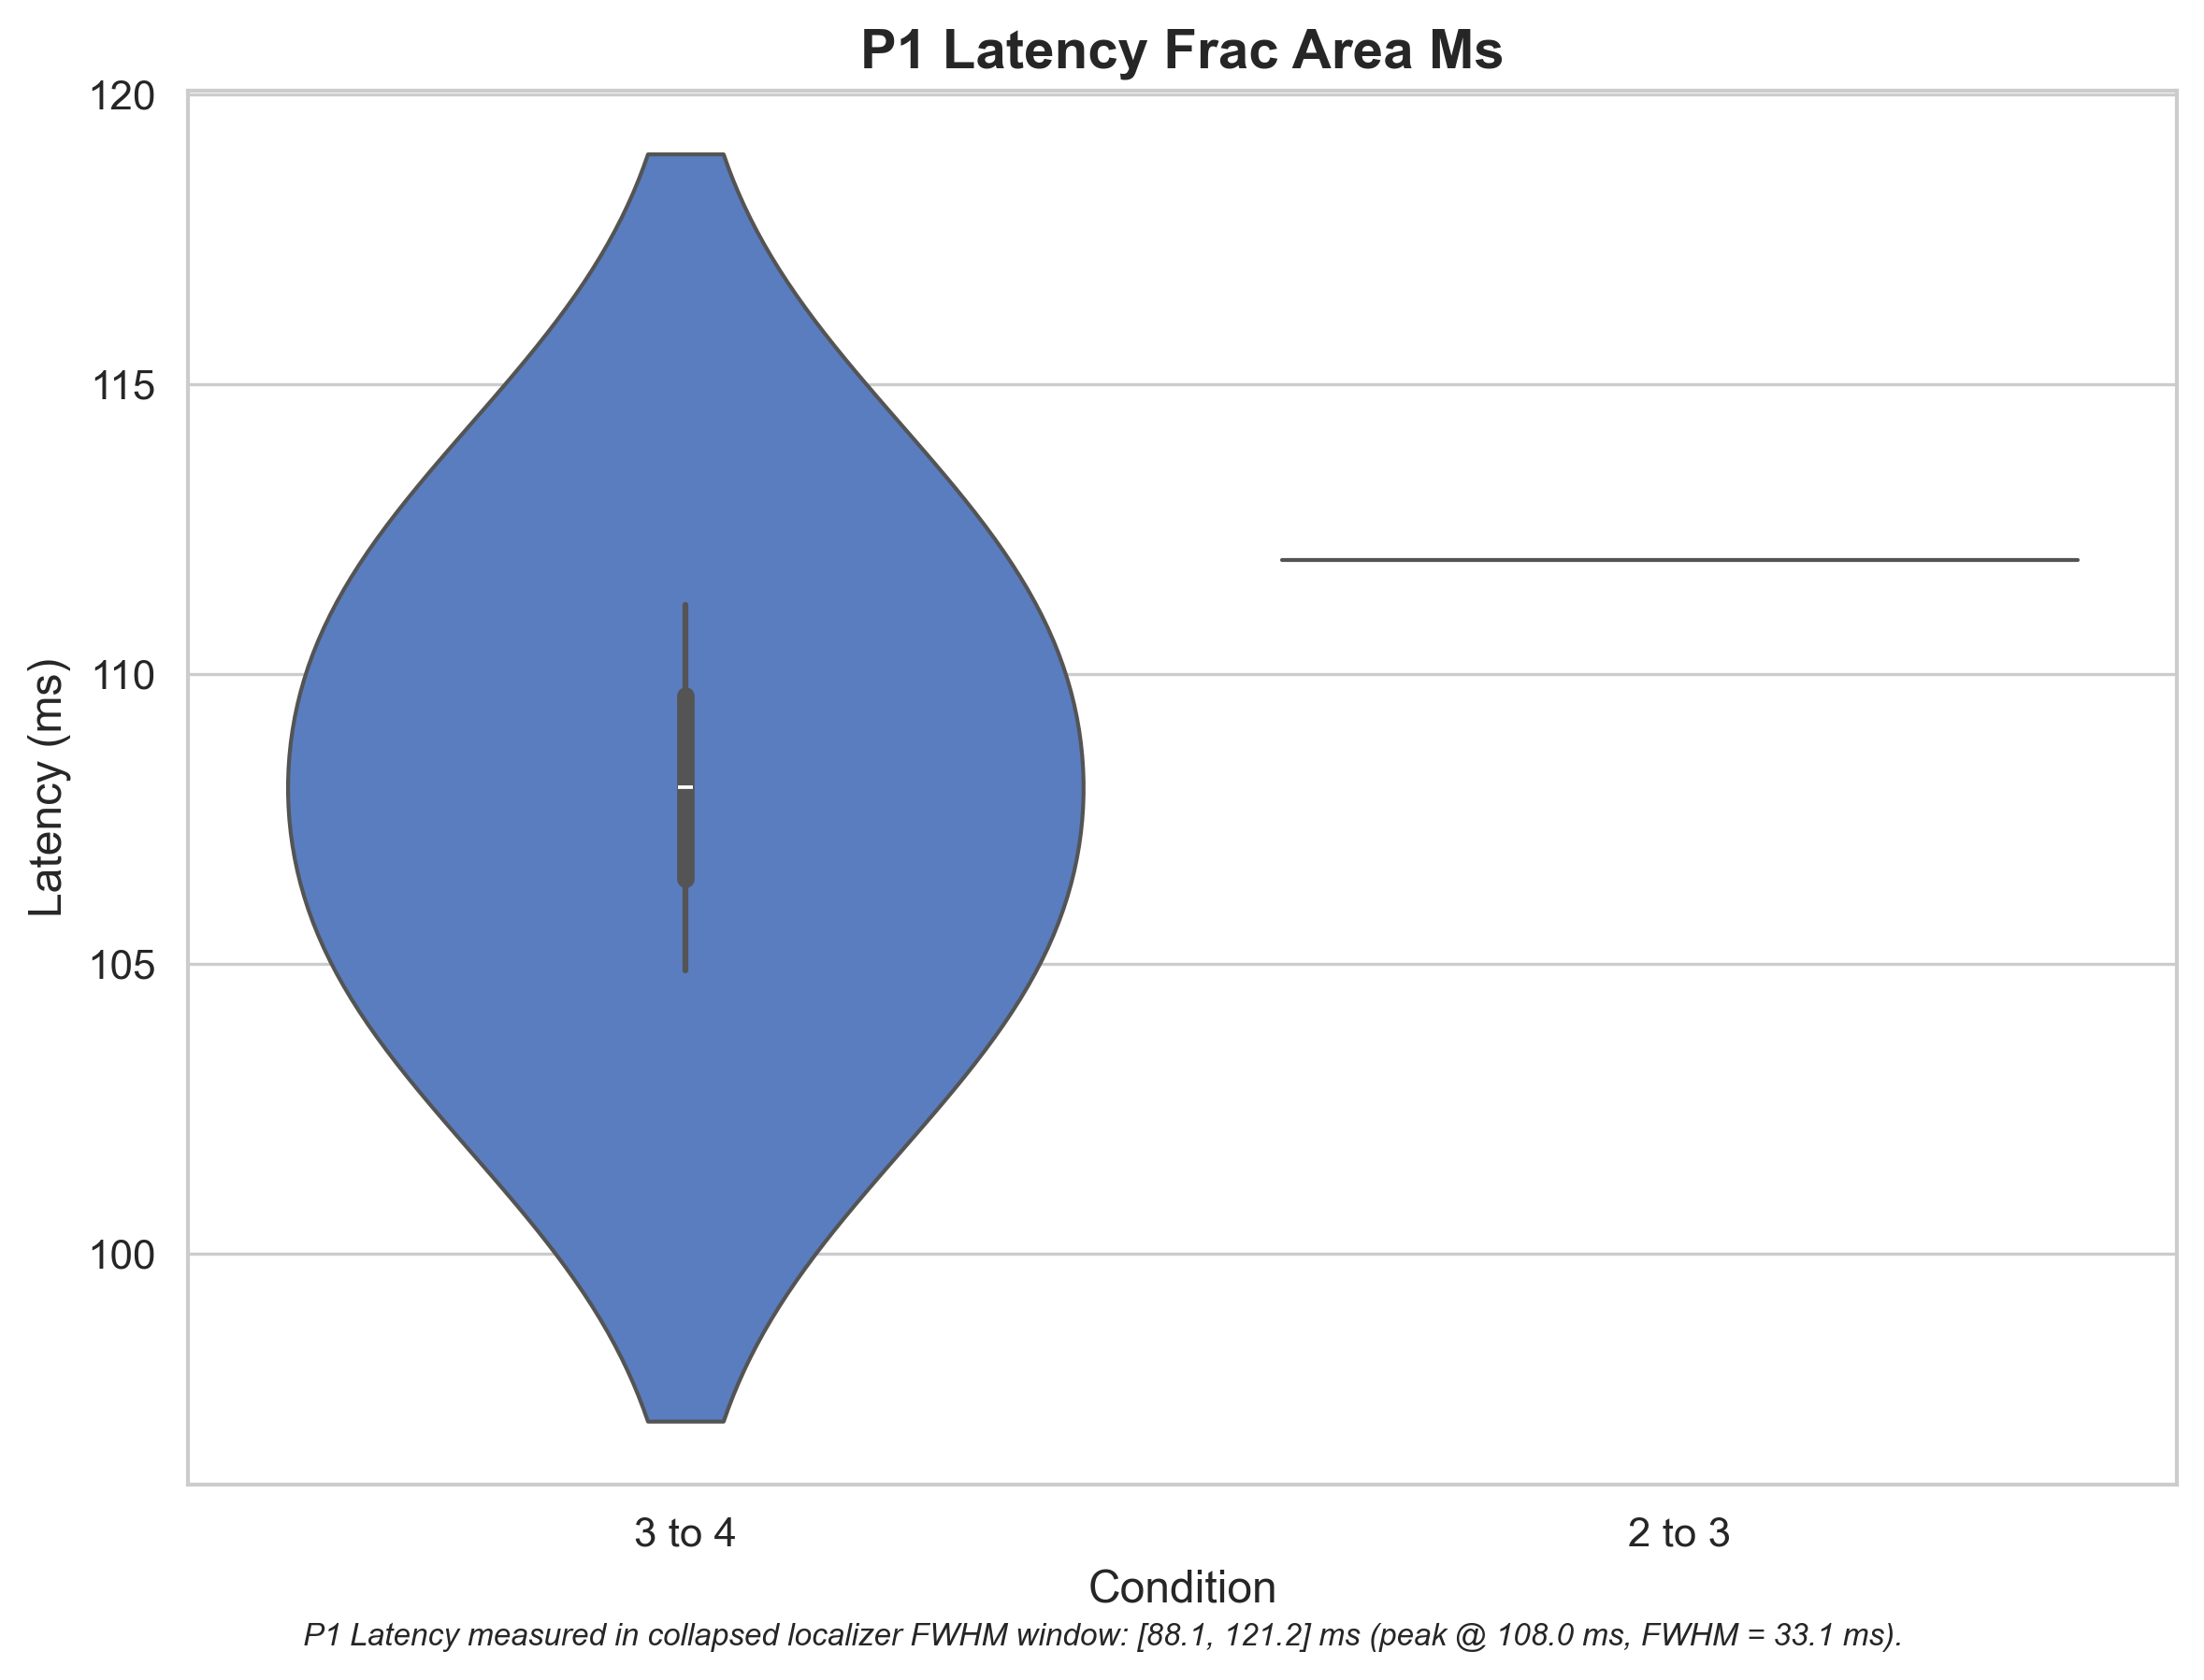 P1 Latency Frac Area Ms
120
115
110
105
100
Latency (ms)
3 to 4
2 to 3
Condition
P1 Latency measured in collapsed localizer FWHM window: [88.1, 121.2] ms (peak @ 108.0 ms, FWHM = 33.1 ms).